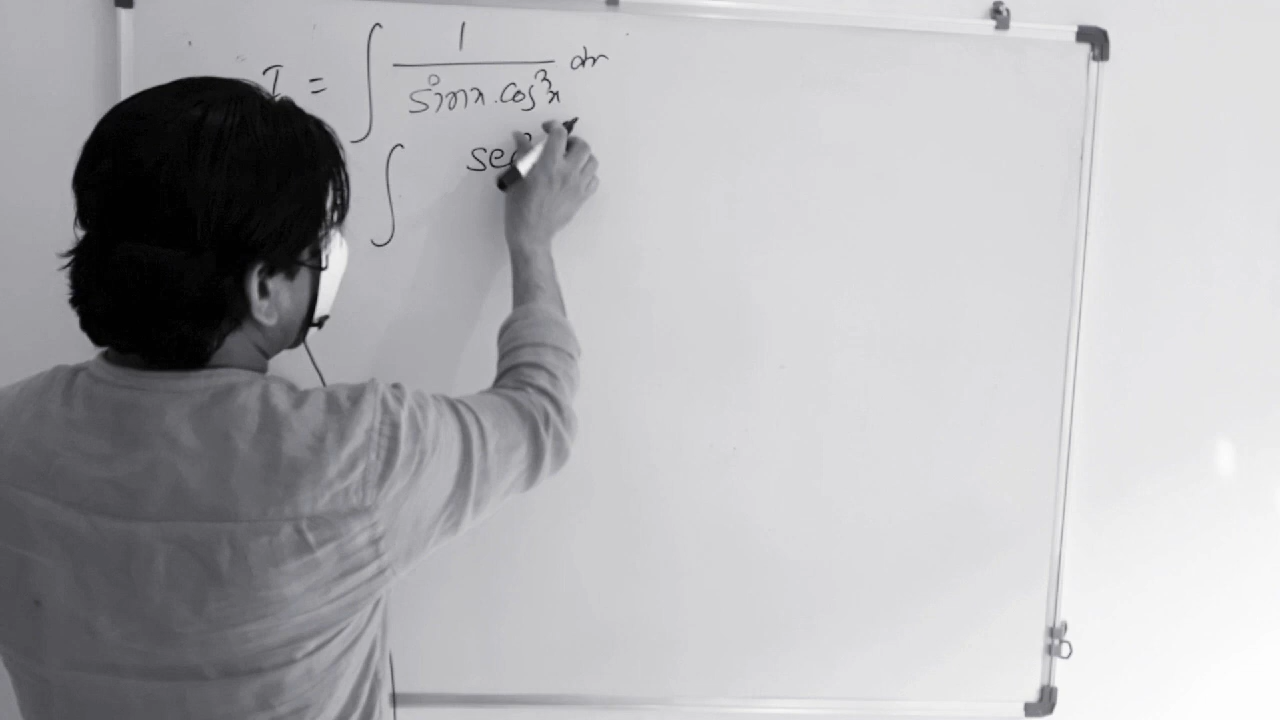 I = ∫ 1 / (sinx.cos³x) dx
∫ sec